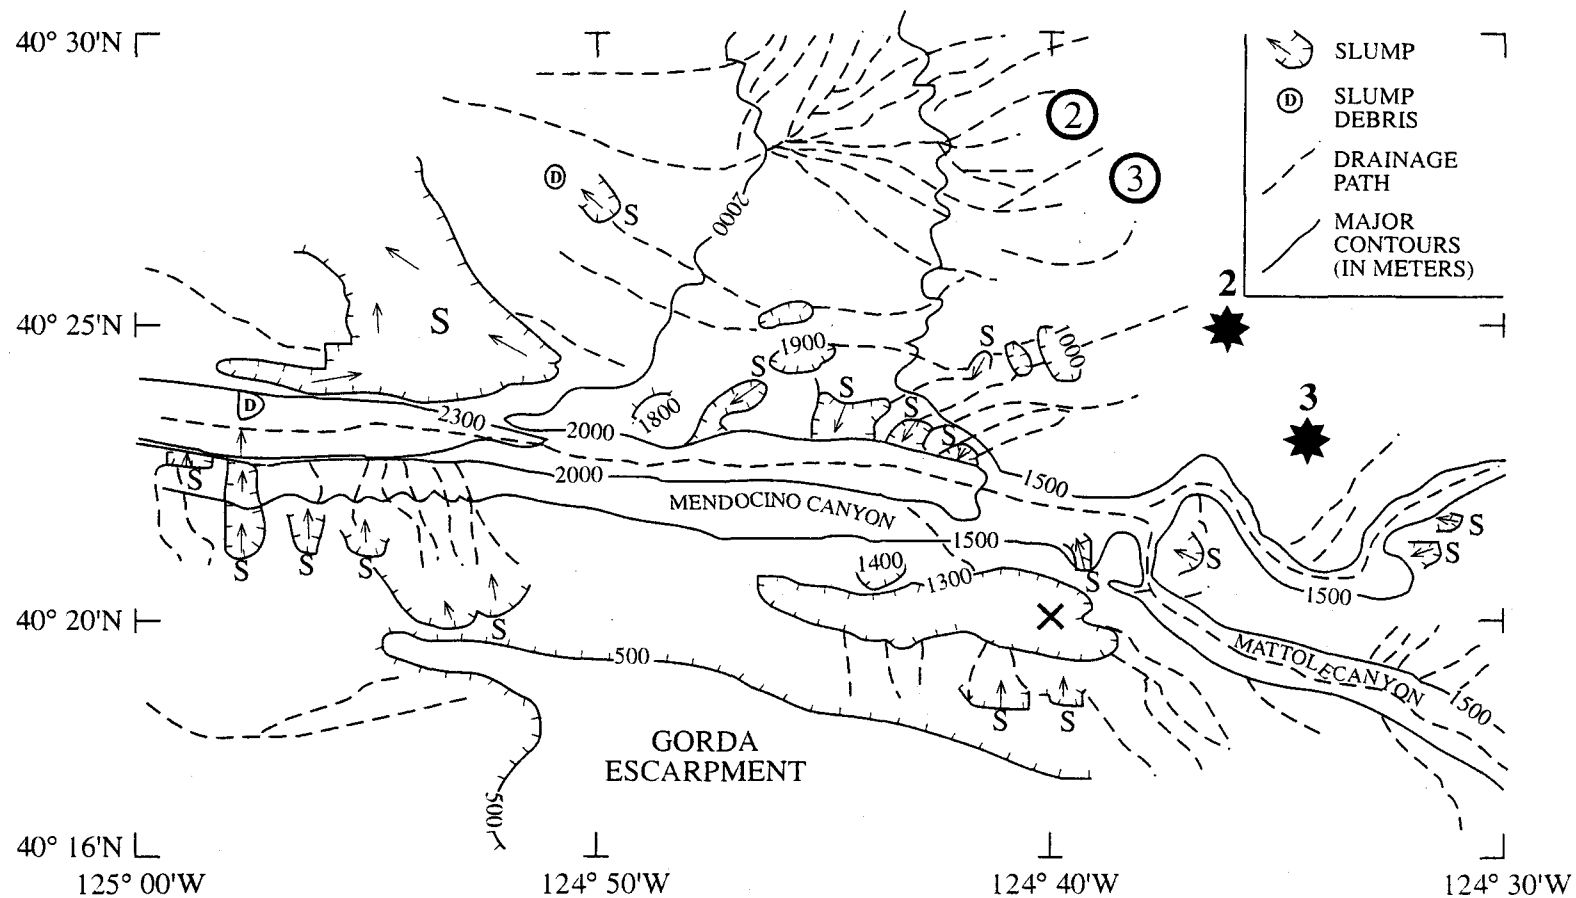 40° 30'N
SLUMP
D
SLUMP
DEBRIS
2
DRAINAGE
PATH
3
D
S
2000
MAJOR
CONTOURS
(IN METERS)
2
40° 25'N
S
S
1000
1900
S
S
3
D
2300
1800
S
2000
S
2000
1500
S
MENDOCINO CANYON
S
S
S
S
1500
S
S
S
1400
1300
S
1500
40° 20'N
S
500
MATTOLE CANYON
1500
S
S
GORDA
ESCARPMENT
500
40° 16'N
125° 00'W
124° 50'W
124° 40'W
124° 30'W